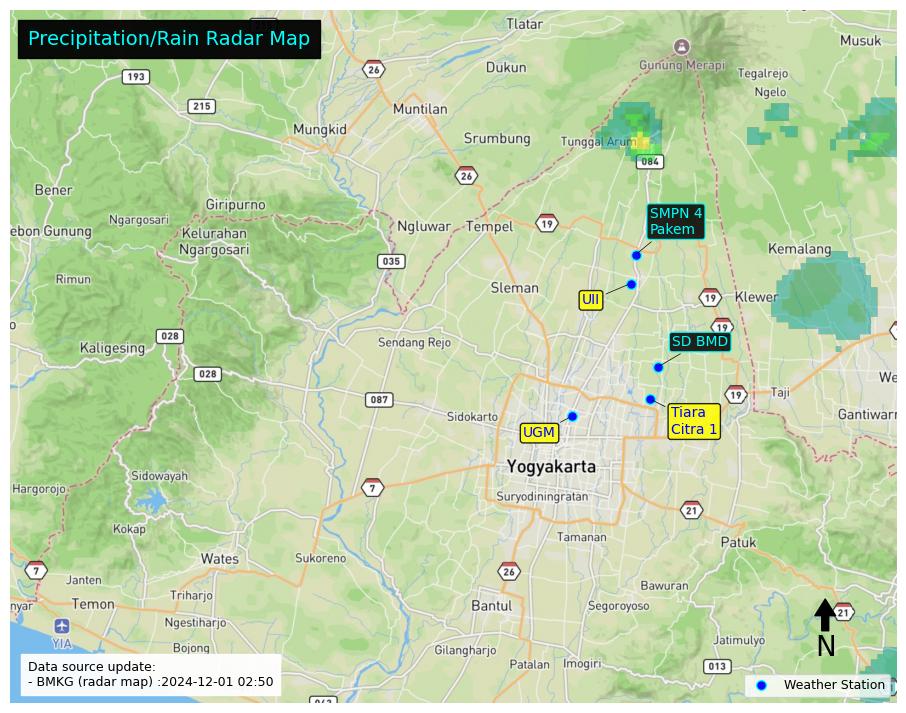 Precipitation/Rain Radar Map
Tlatar
Musuk
26
193
Dukun
Gunung Merapi
Tegalrejo
Ngelo
215
Muntilan
Mungkid
Srumbung
Tunggal Arum
084
26
Bener
Giripurno
Ngargosari
SMPN 4
Pakem
ebon Gunung
Kelurahan
Ngargosari
Ngluwar
Tempel
19
Kemalang
035
Rimun
Sleman
UII
19
Klewer
19
028
Kaligesing
Sendang Rejo
SD BMD
028
087
Taji
19
We
Sidokarto
Tiara
Citra 1
Gantiwarn
UGM
Yogyakarta
Sidowayah
Hargorojo
7
Suryodiningratan
21
Kokap
Tamanan
Patuk
Wates
Sukoreno
7
Janten
26
Bawuran
Triharjo
nyar
Temon
Bantul
Segoroyoso
21
Ngestiharjo
YIA
Bojong
N
Jatimulyo
Gilangharjo
Patalan
Imogiri
013
Data source update:
- BMKG (radar map) :2024-12-01 02:50
Weather Station